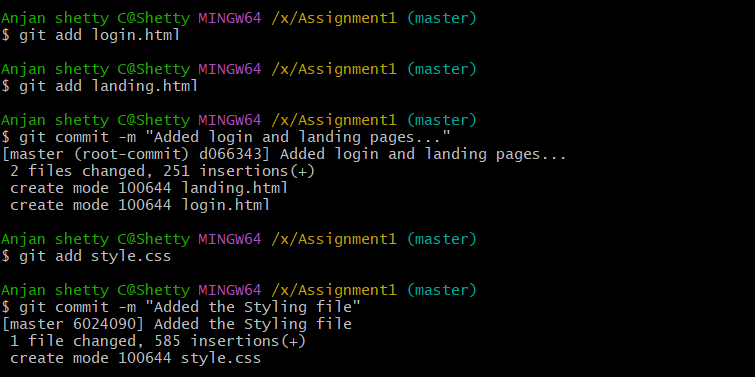 Anjan shetty C@Shetty MINGW64 /x/Assignment1 (master)
$ git add login.html
Anjan shetty C@Shetty MINGW64 /x/Assignment1 (master)
$ git add landing.html
Anjan shetty C@Shetty MINGW64 /x/Assignment1 (master)
$ git commit -m "Added login and landing pages..."
[master (root-commit) d066343] Added login and landing pages...
 2 files changed, 251 insertions(+)
 create mode 100644 landing.html
 create mode 100644 login.html
Anjan shetty C@Shetty MINGW64 /x/Assignment1 (master)
$ git add style.css
Anjan shetty C@Shetty MINGW64 /x/Assignment1 (master)
$ git commit -m "Added the Styling file"
[master 6024090] Added the Styling file
 1 file changed, 585 insertions(+)
 create mode 100644 style.css